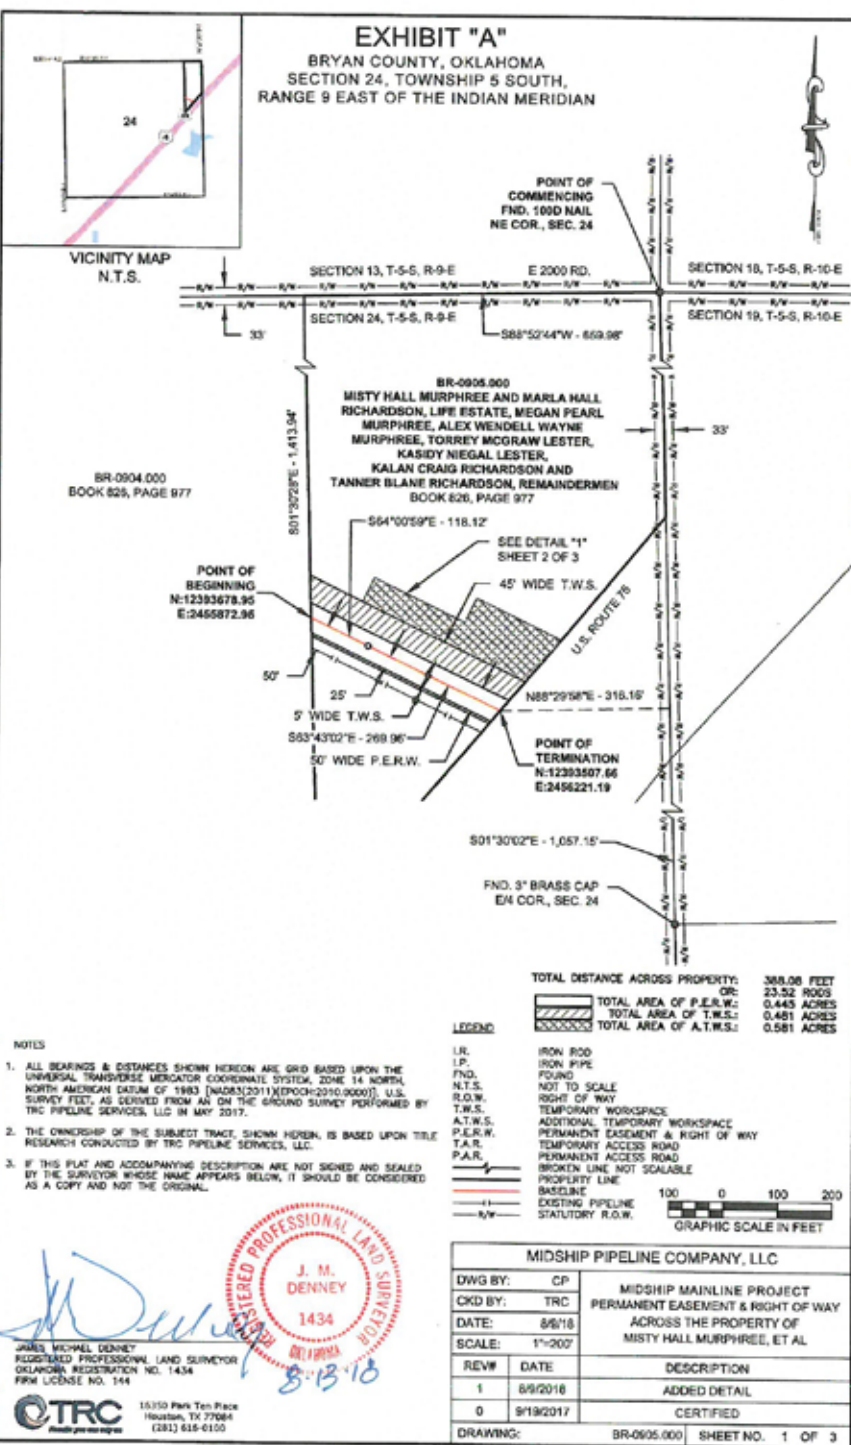 EXHIBIT "A"
BRYAN COUNTY, OKLAHOMA
SECTION 24, TOWNSHIP 5 SOUTH,
RANGE 9 EAST OF THE INDIAN MERIDIAN
24
VICINITY MAP
N.T.S.
POINT OF
COMMENCING
FND. 100D NAIL
NE COR., SEC. 24
SECTION 13, T-5-S, R-9-E
E 2000 RD.
SECTION 18, T-5-S, R-10-E
SECTION 24, T-5-S, R-9-E
SECTION 19, T-5-S, R-10-E
33'
S88°52'44"W - 659.98'
BR-0905.000
MISTY HALL MURPHREE AND MARLA HALL
RICHARDSON, LIFE ESTATE, MEGAN PEARL
MURPHREE, ALEX WENDELL WAYNE
MURPHREE, TORREY MCGRAW LESTER,
KASIDY NIEGAL LESTER,
KALAN CRAIG RICHARDSON AND
TANNER BLANE RICHARDSON, REMAINDERMEN
BOOK 826, PAGE 977
33'
S01°30'28"E - 1,413.94'
BR-0904.000
BOOK 826, PAGE 977
S64°00'59"E - 118.12'
SEE DETAIL "1"
SHEET 2 OF 3
45' WIDE T.W.S.
POINT OF
BEGINNING
N:12393678.95
E:2455872.96
U.S. ROUTE 75
50'
25'
5' WIDE T.W.S.
S63°43'02"E - 269.96'
50' WIDE P.E.R.W.
N88°29'58"E - 316.16'
POINT OF
TERMINATION
N:12393507.66
E:2456221.19
S01°30'02"E - 1,057.15'
FND. 3" BRASS CAP
E/4 COR., SEC. 24
TOTAL DISTANCE ACROSS PROPERTY: 388.08 FEET
OR: 23.52 RODS
TOTAL AREA OF P.E.R.W.: 0.445 ACRES
TOTAL AREA OF T.W.S.: 0.481 ACRES
TOTAL AREA OF A.T.W.S.: 0.581 ACRES
LEGEND
I.R. IRON ROD
I.P. IRON PIPE
FND. FOUND
N.T.S. NOT TO SCALE
R.O.W. RIGHT OF WAY
T.W.S. TEMPORARY WORKSPACE
A.T.W.S. ADDITIONAL TEMPORARY WORKSPACE
P.E.R.W. PERMANENT EASEMENT & RIGHT OF WAY
T.A.R. TEMPORARY ACCESS ROAD
P.A.R. PERMANENT ACCESS ROAD
BROKEN LINE NOT SCALABLE
PROPERTY LINE
BASELINE
EXISTING PIPELINE
R/W STATUTORY R.O.W.
100 0 100 200
GRAPHIC SCALE IN FEET
NOTES
1. ALL BEARINGS & DISTANCES SHOWN HEREON ARE GRID BASED UPON THE
UNIVERSAL TRANSVERSE MERCATOR COORDINATE SYSTEM, ZONE 14 NORTH,
NORTH AMERICAN DATUM OF 1983 [NAD83(2011)(EPOCH:2010.0000)], U.S.
SURVEY FEET, AS DERIVED FROM AN ON THE GROUND SURVEY PERFORMED BY
TRC PIPELINE SERVICES, LLC IN MAY 2017.
2. THE OWNERSHIP OF THE SUBJECT TRACT, SHOWN HEREIN, IS BASED UPON TITLE
RESEARCH CONDUCTED BY TRC PIPELINE SERVICES, LLC.
3. IF THIS PLAT AND ACCOMPANYING DESCRIPTION ARE NOT SIGNED AND SEALED
BY THE SURVEYOR WHOSE NAME APPEARS BELOW, IT SHOULD BE CONSIDERED
AS A COPY AND NOT THE ORIGINAL.
REGISTERED PROFESSIONAL LAND SURVEYOR
J. M.
DENNEY
1434
OKLAHOMA
8-13-18
JAMES MICHAEL DENNEY
REGISTERED PROFESSIONAL LAND SURVEYOR
OKLAHOMA REGISTRATION NO. 1434
FIRM LICENSE NO. 144
TRC
16350 Park Ten Place
Houston, TX 77084
(281) 616-0100
MIDSHIP PIPELINE COMPANY, LLC
DWG BY: CP
CKD BY: TRC
DATE: 8/9/18
SCALE: 1"=200'
MIDSHIP MAINLINE PROJECT
PERMANENT EASEMENT & RIGHT OF WAY
ACROSS THE PROPERTY OF
MISTY HALL MURPHREE, ET AL
REV# DATE DESCRIPTION
1 8/9/2018 ADDED DETAIL
0 9/19/2017 CERTIFIED
DRAWING: BR-0905.000 SHEET NO. 1 OF 3